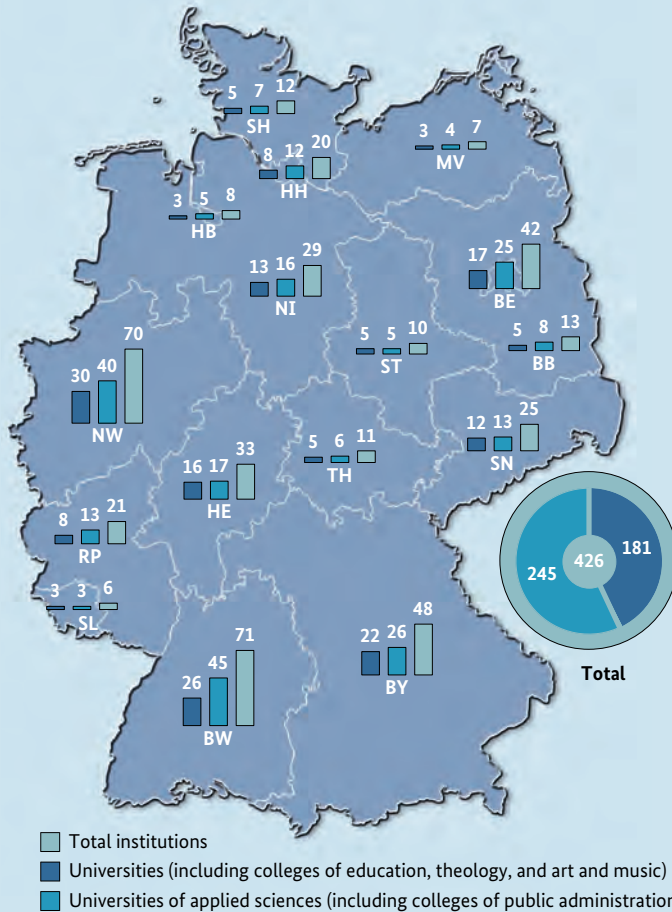 5 7 12
SH
3 4 7
MV
8 12 20
HH
3 5 8
HB
17 25 42
BE
13 16 29
NI
5 5 10
ST
5 8 13
BB
30 40 70
NW
12 13 25
SN
5 6 11
TH
16 17 33
HE
8 13 21
RP
245 426 181
Total
3 3 6
SL
22 26 48
BY
26 45 71
BW
Total institutions
Universities (including colleges of education, theology, and art and music)
Universities of applied sciences (including colleges of public administration